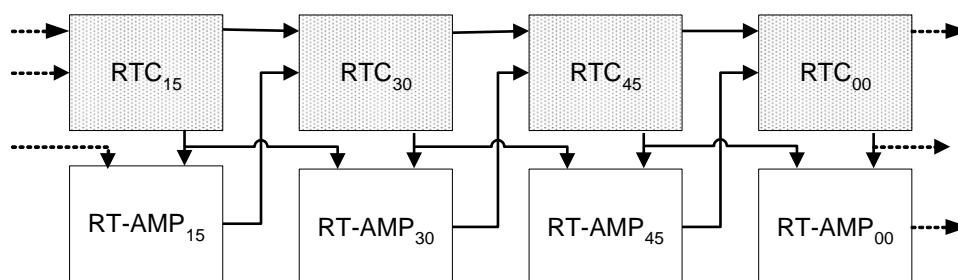 RTC₁₅ RTC₃₀ RTC₄₅ RTC₀₀
RT-AMP₁₅ RT-AMP₃₀ RT-AMP₄₅ RT-AMP₀₀